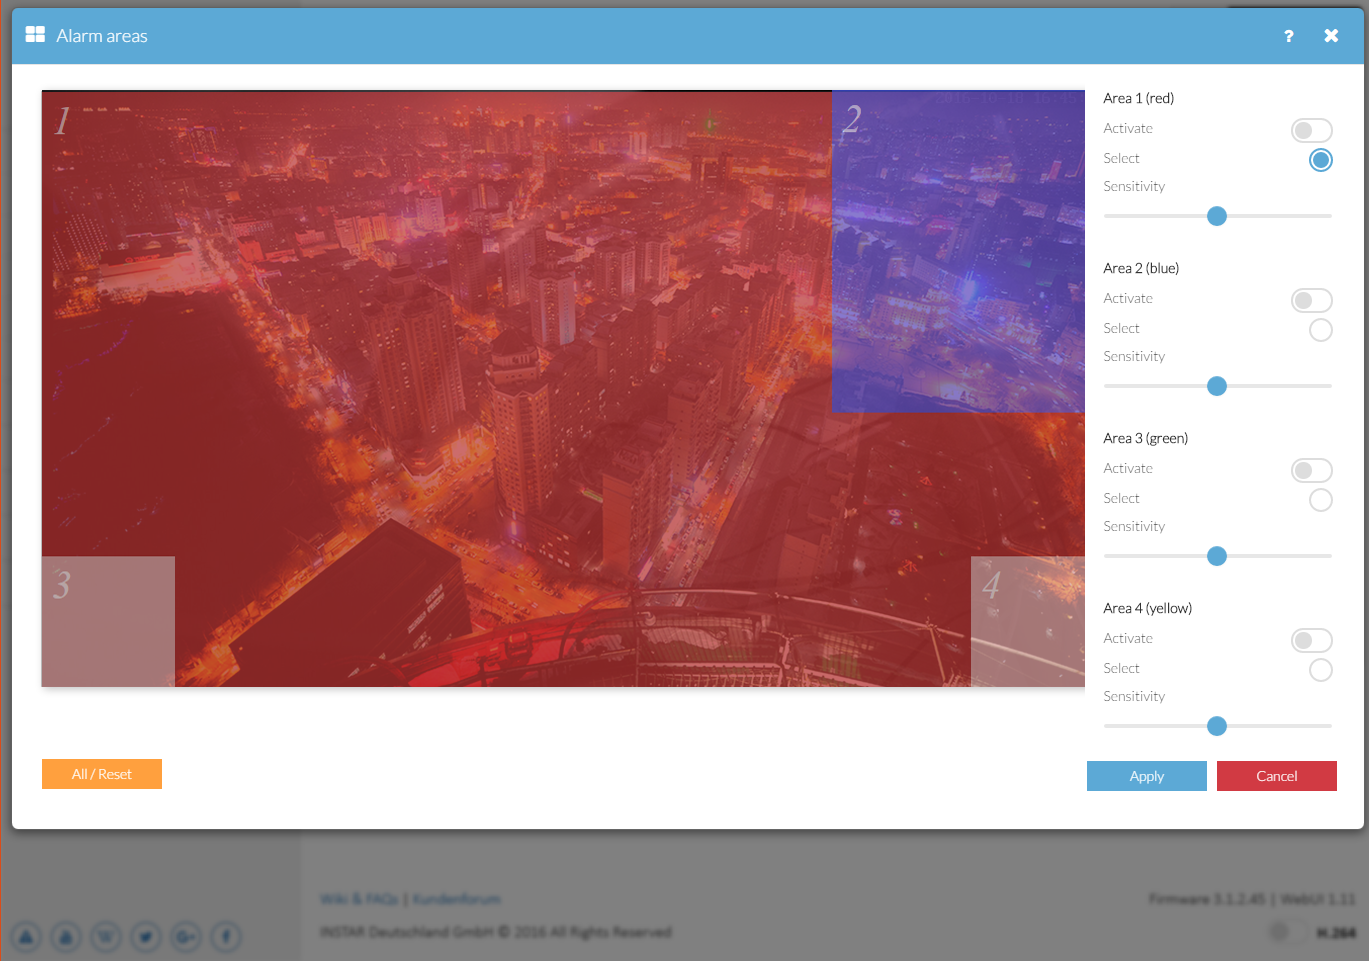 Alarm areas
?
1
2
3
4
Area 1 (red)
Activate
Select
Sensitivity
Area 2 (blue)
Activate
Select
Sensitivity
Area 3 (green)
Activate
Select
Sensitivity
Area 4 (yellow)
Activate
Select
Sensitivity
All / Reset
Apply
Cancel
Wiki & FAQs | Kundenforum
Firmware 3.1.2.45 | WebUI 1.11
INSTAR Deutschland GmbH © 2016 All Rights Reserved
H.264